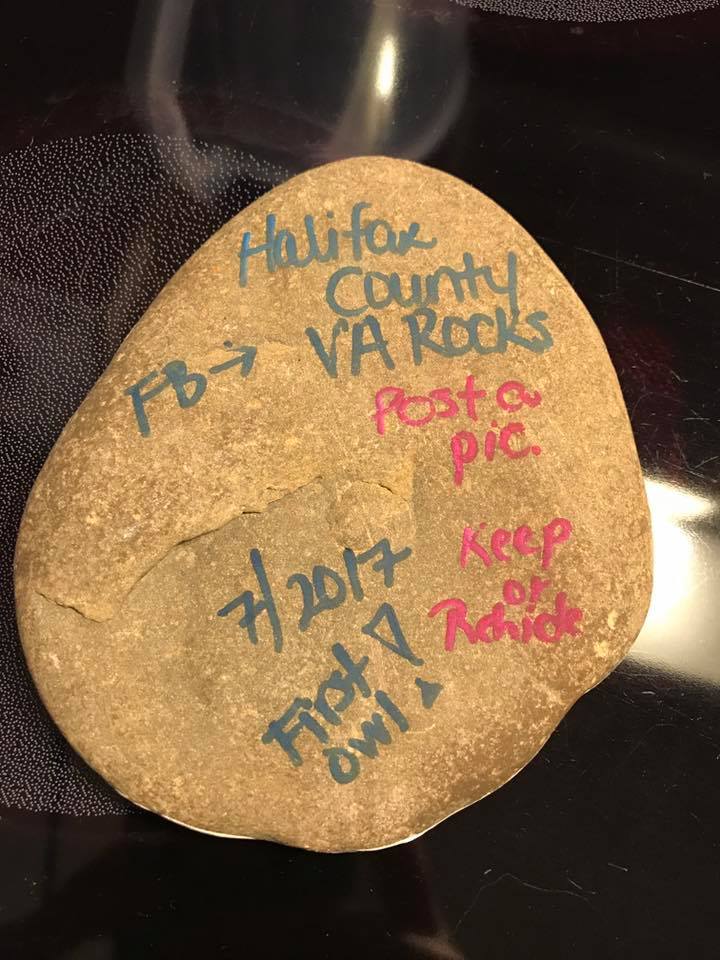 Halifax
County
FB → VA Rocks
Post a
pic.
Keep
or
Rehide
7/2017
First
owl!